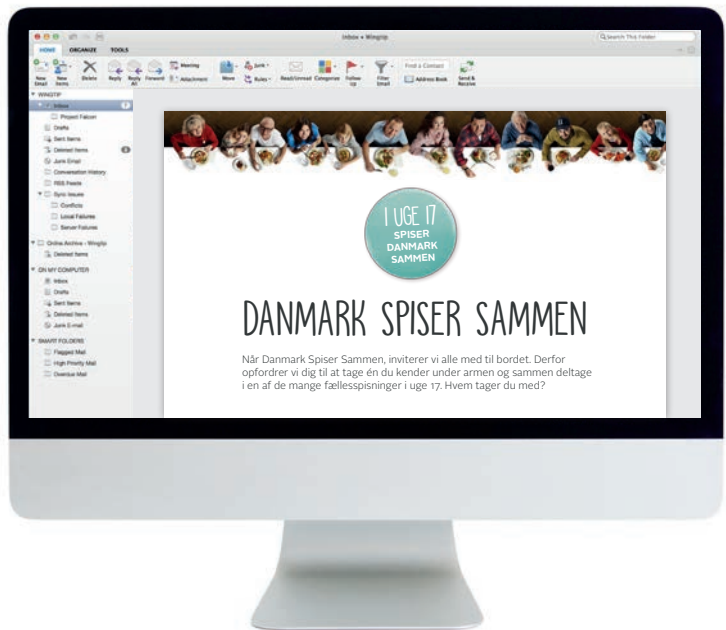 Inbox • Wingtip
Search This Folder
HOME ORGANIZE TOOLS
New Email
New Items
Delete
Reply
Reply All
Forward
Meeting
Attachment
Move
Junk
Rules
Read/Unread
Categorize
Follow Up
Filter Email
Find a Contact
Address Book
Send & Receive
WINGTIP
Inbox
Project Falcon
Drafts
Sent Items
Deleted Items
Junk Email
Conversation History
RSS Feeds
Sync Issues
Conflicts
Local Failures
Server Failures
Online Archive - Wingtip
Deleted Items
ON MY COMPUTER
Inbox
Drafts
Sent Items
Deleted Items
Junk E-mail
SMART FOLDERS
Flagged Mail
High Priority Mail
Overdue Mail
I UGE 17
SPISER
DANMARK
SAMMEN
DANMARK SPISER SAMMEN
Når Danmark Spiser Sammen, inviterer vi alle med til bordet. Derfor
opfordrer vi dig til at tage én du kender under armen og sammen deltage
i en af de mange fællesspisninger i uge 17. Hvem tager du med?